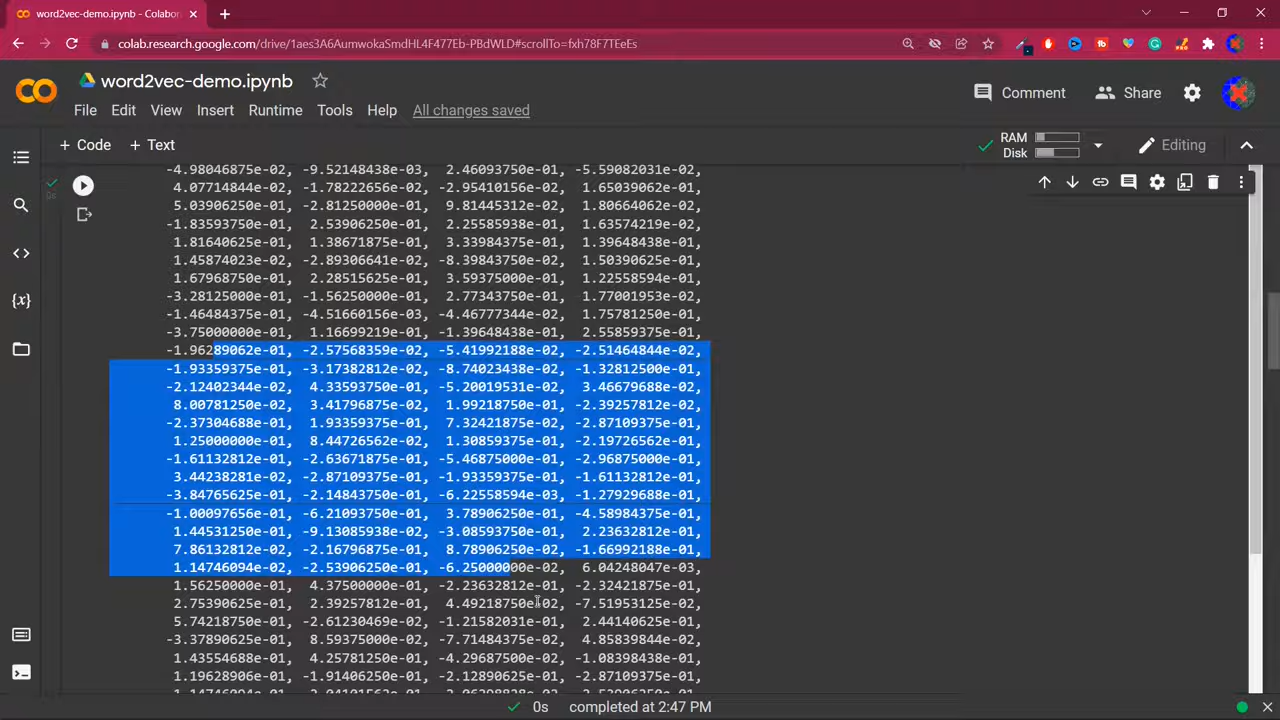 word2vec-demo.ipynb - Colabor
colab.research.google.com/drive/1aes3A6AumwokaSmdHL4F477Eb-PBdWLD#scrollTo=fxh78F7TEeEs
word2vec-demo.ipynb
File Edit View Insert Runtime Tools Help All changes saved
Comment Share
+ Code + Text
RAM
Disk
Editing
-4.98046875e-02, -9.52148438e-03, 2.46093750e-01, -5.59082031e-02,
4.07714844e-02, -1.78222656e-02, -2.95410156e-02, 1.65039062e-01,
5.03906250e-01, -2.81250000e-01, 9.81445312e-02, 1.80664062e-02,
-1.83593750e-01, 2.53906250e-01, 2.25585938e-01, 1.63574219e-02,
1.81640625e-01, 1.38671875e-01, 3.33984375e-01, 1.39648438e-01,
1.45874023e-02, -2.89306641e-02, -8.39843750e-02, 1.50390625e-01,
1.67968750e-01, 2.28515625e-01, 3.59375000e-01, 1.22558594e-01,
-3.28125000e-01, -1.56250000e-01, 2.77343750e-01, 1.77001953e-02,
-1.46484375e-01, -4.51660156e-03, -4.46777344e-02, 1.75781250e-01,
-3.75000000e-01, 1.16699219e-01, -1.39648438e-01, 2.55859375e-01,
-1.96289062e-01, -2.57568359e-02, -5.41992188e-02, -2.51464844e-02,
-1.93359375e-01, -3.17382812e-02, -8.74023438e-02, -1.32812500e-01,
-2.12402344e-02, 4.33593750e-01, -5.20019531e-02, 3.46679688e-02,
8.00781250e-02, 3.41796875e-02, 1.99218750e-01, -2.39257812e-02,
-2.37304688e-01, 1.93359375e-01, 7.32421875e-02, -2.87109375e-01,
1.25000000e-01, 8.44726562e-02, 1.30859375e-01, -2.19726562e-01,
-1.61132812e-01, -2.63671875e-01, -5.46875000e-01, -2.96875000e-01,
3.44238281e-02, -2.87109375e-01, -1.93359375e-01, -1.61132812e-01,
-3.84765625e-01, -2.14843750e-01, -6.22558594e-03, -1.27929688e-01,
-1.00097656e-01, -6.21093750e-01, 3.78906250e-01, -4.58984375e-01,
1.44531250e-01, -9.13085938e-02, -3.08593750e-01, 2.23632812e-01,
7.86132812e-02, -2.16796875e-01, 8.78906250e-02, -1.66992188e-01,
1.14746094e-02, -2.53906250e-01, -6.25000000e-02, 6.04248047e-03,
1.56250000e-01, 4.37500000e-01, -2.23632812e-01, -2.32421875e-01,
2.75390625e-01, 2.39257812e-01, 4.49218750e-02, -7.51953125e-02,
5.74218750e-01, -2.61230469e-02, -1.21582031e-01, 2.44140625e-01,
-3.37890625e-01, 8.59375000e-02, -7.71484375e-02, 4.85839844e-02,
1.43554688e-01, 4.25781250e-01, -4.29687500e-02, -1.08398438e-01,
1.19628906e-01, -1.91406250e-01, -2.12890625e-01, -2.87109375e-01,
0s completed at 2:47 PM